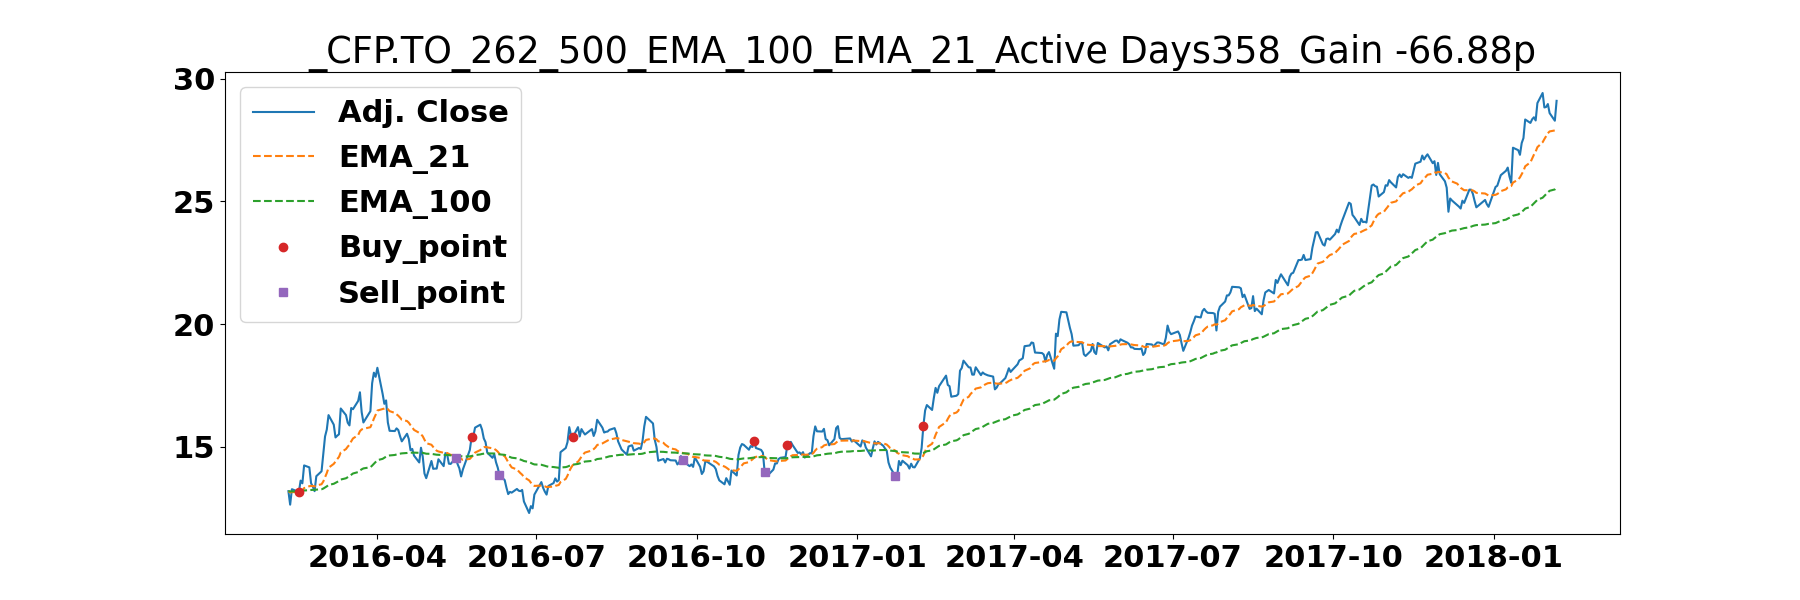 _CFP.TO_262_500_EMA_100_EMA_21_Active Days358_Gain -66.88p
30
25
20
15
Adj. Close
EMA_21
EMA_100
Buy_point
Sell_point
2016-04 2016-07 2016-10 2017-01 2017-04 2017-07 2017-10 2018-01